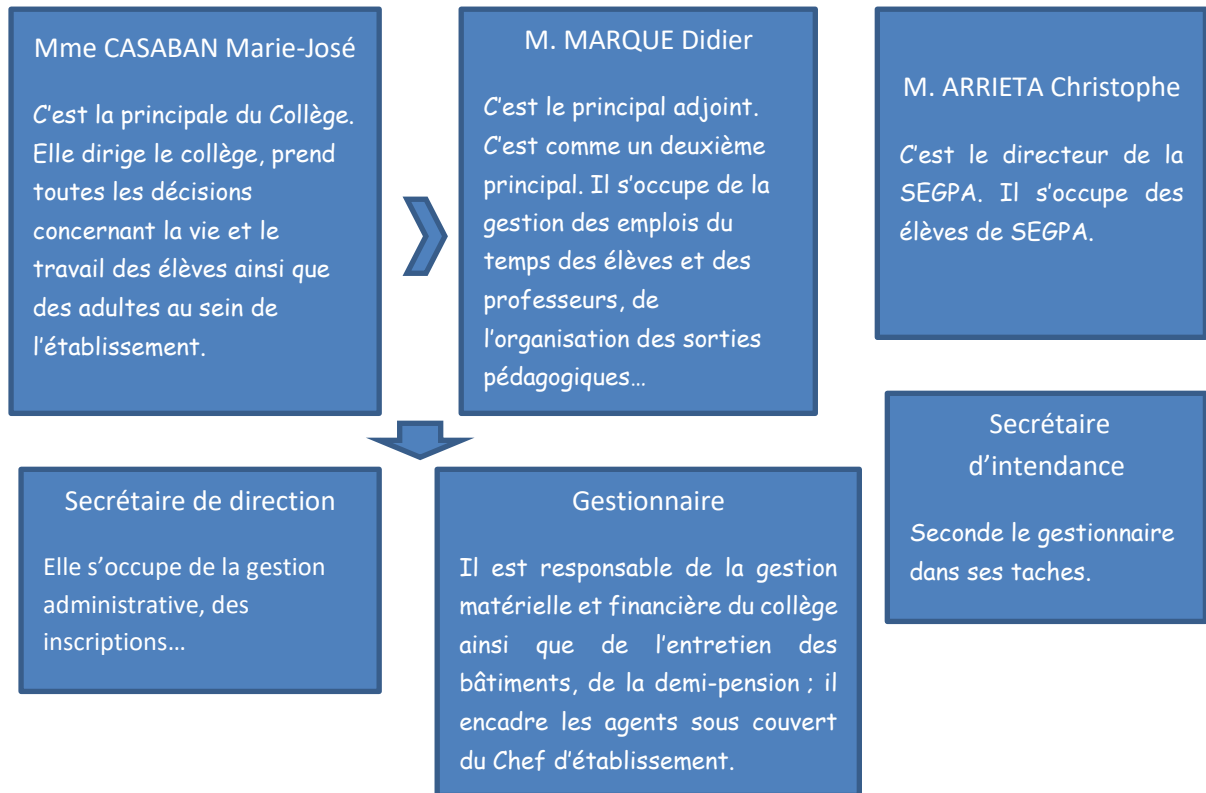 Mme CASABAN Marie-José
C’est la principale du Collège.
Elle dirige le collège, prend
toutes les décisions
concernant la vie et le
travail des élèves ainsi que
des adultes au sein de
l’établissement.
M. MARQUE Didier
C’est le principal adjoint.
C’est comme un deuxième
principal. Il s’occupe de la
gestion des emplois du
temps des élèves et des
professeurs, de
l’organisation des sorties
pédagogiques…
M. ARRIETA Christophe
C’est le directeur de la
SEGPA. Il s’occupe des
élèves de SEGPA.
Secrétaire de direction
Elle s’occupe de la gestion
administrative, des
inscriptions…
Gestionnaire
Il est responsable de la gestion
matérielle et financière du collège
ainsi que de l’entretien des
bâtiments, de la demi-pension ; il
encadre les agents sous couvert
du Chef d’établissement.
Secrétaire
d’intendance
Seconde le gestionnaire
dans ses taches.